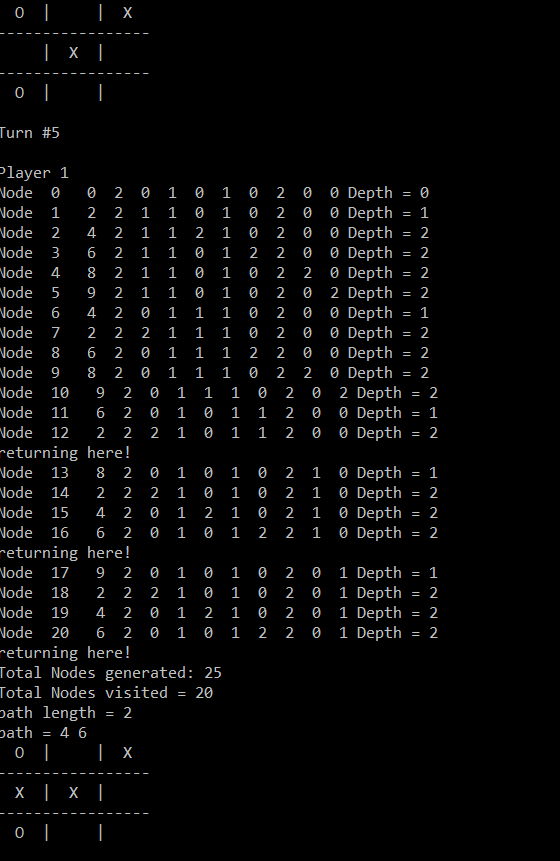 O | | X
-----------------
| X |
-----------------
O | |
Turn #5
Player 1
Node 0 0 2 0 1 0 1 0 2 0 0 Depth = 0
Node 1 2 2 1 1 0 1 0 2 0 0 Depth = 1
Node 2 4 2 1 1 2 1 0 2 0 0 Depth = 2
Node 3 6 2 1 1 0 1 2 2 0 0 Depth = 2
Node 4 8 2 1 1 0 1 0 2 2 0 Depth = 2
Node 5 9 2 1 1 0 1 0 2 0 2 Depth = 2
Node 6 4 2 0 1 1 1 0 2 0 0 Depth = 1
Node 7 2 2 2 1 1 1 0 2 0 0 Depth = 2
Node 8 6 2 0 1 1 1 2 2 0 0 Depth = 2
Node 9 8 2 0 1 1 1 0 2 2 0 Depth = 2
Node 10 9 2 0 1 1 1 0 2 0 2 Depth = 2
Node 11 6 2 0 1 0 1 1 2 0 0 Depth = 1
Node 12 2 2 2 1 0 1 1 2 0 0 Depth = 2
returning here!
Node 13 8 2 0 1 0 1 0 2 1 0 Depth = 1
Node 14 2 2 2 1 0 1 0 2 1 0 Depth = 2
Node 15 4 2 0 1 2 1 0 2 1 0 Depth = 2
Node 16 6 2 0 1 0 1 2 2 1 0 Depth = 2
returning here!
Node 17 9 2 0 1 0 1 0 2 0 1 Depth = 1
Node 18 2 2 2 1 0 1 0 2 0 1 Depth = 2
Node 19 4 2 0 1 2 1 0 2 0 1 Depth = 2
Node 20 6 2 0 1 0 1 2 2 0 1 Depth = 2
returning here!
Total Nodes generated: 25
Total Nodes visited = 20
path length = 2
path = 4 6
O | | X
-----------------
X | X |
-----------------
O | |